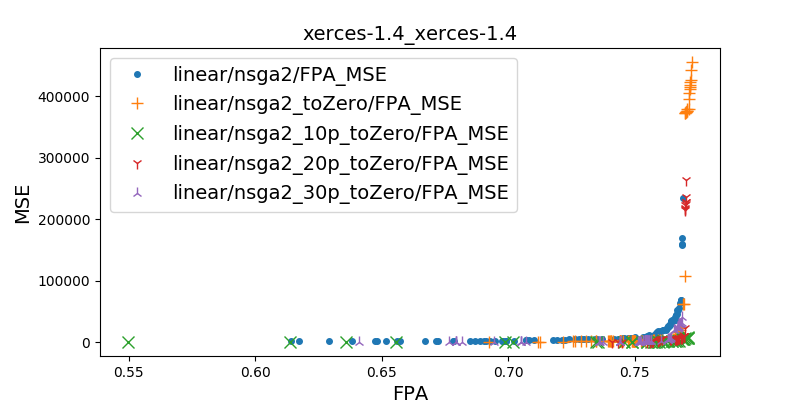 xerces-1.4_xerces-1.4
linear/nsga2/FPA_MSE
linear/nsga2_toZero/FPA_MSE
linear/nsga2_10p_toZero/FPA_MSE
linear/nsga2_20p_toZero/FPA_MSE
linear/nsga2_30p_toZero/FPA_MSE
MSE
400000
300000
200000
100000
0
0.55 0.60 0.65 0.70 0.75
FPA